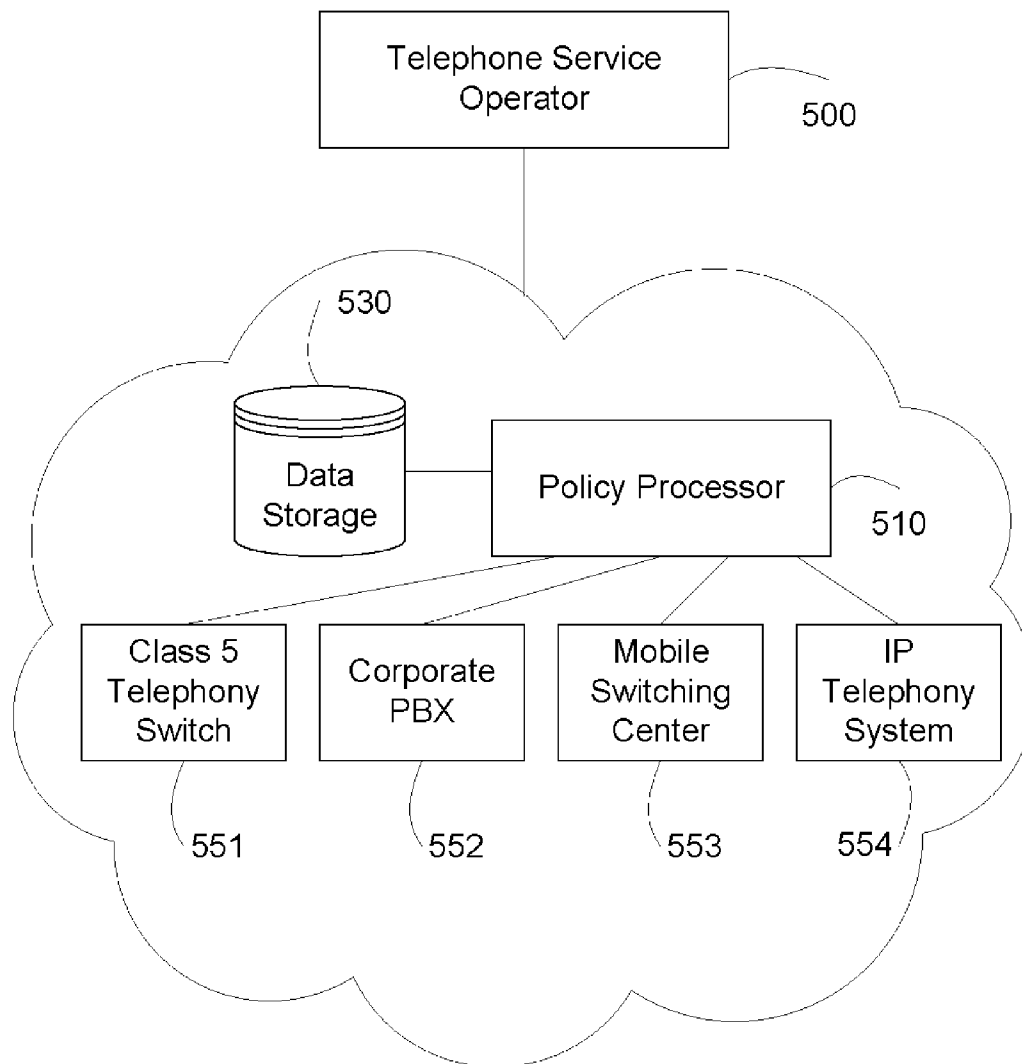 Telephone Service
Operator
500
530
Data
Storage
Policy Processor
510
Class 5
Telephony
Switch
Corporate
PBX
Mobile
Switching
Center
IP
Telephony
System
551
552
553
554